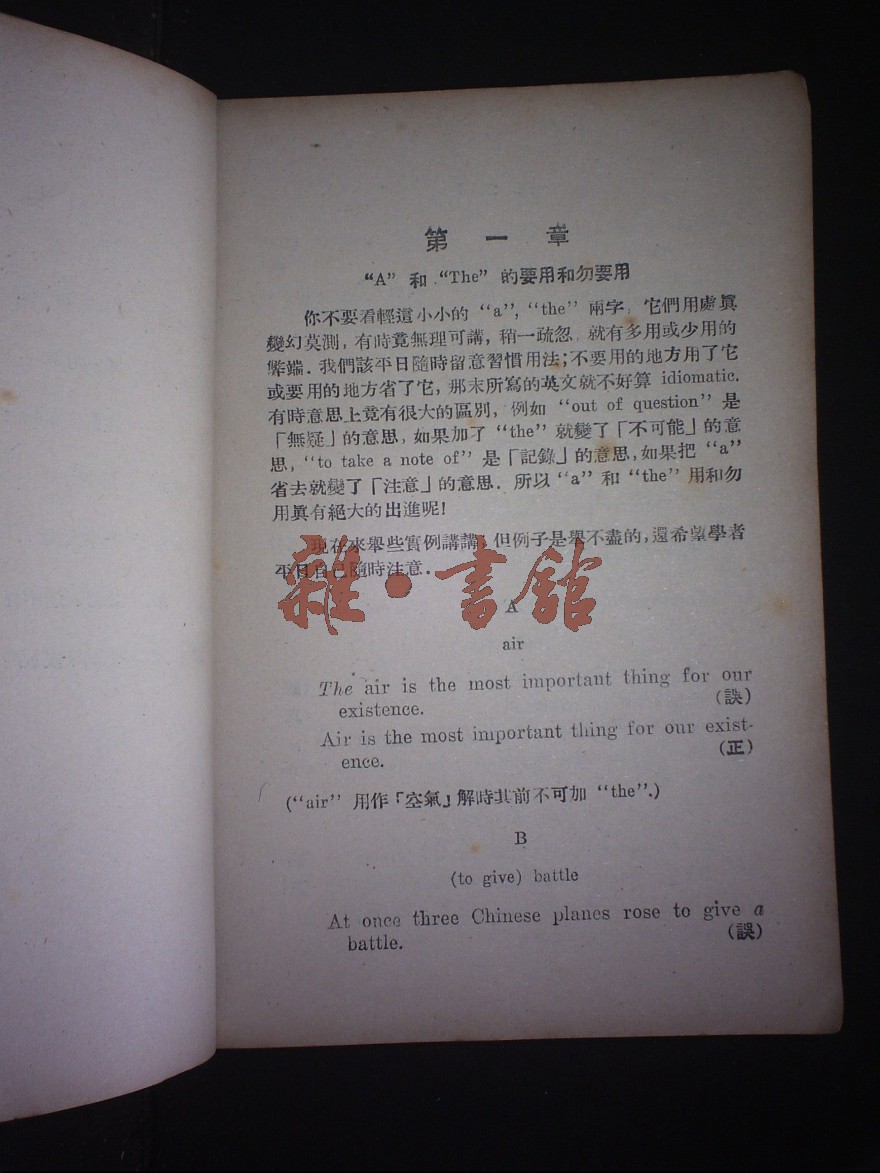 第一章
“A” 和 “The” 的要用和勿要用
你不要看輕這小小的 “a”, “the” 兩字, 它們用處眞
變幻莫測, 有時竟無理可講, 稍一疏忽, 就有多用或少用的
弊端. 我們該平日隨時留意習慣用法; 不要用的地方用了它
或要用的地方省了它, 那末所寫的英文就不好算 idiomatic.
有時意思上竟有很大的區別, 例如 “out of question” 是
「無疑」的意思, 如果加了 “the” 就變了「不可能」的意
思, “to take a note of” 是「記錄」的意思, 如果把 “a”
省去就變了「注意」的意思. 所以 “a” 和 “the” 用和勿
用眞有絕大的出進呢!
現在來舉些實例講講, 但例子是舉不盡的, 還希望學者
平日自己隨時注意.
雜·書館
A
air
The air is the most important thing for our
existence. (誤)
Air is the most important thing for our exist-
ence. (正)
(“air” 用作「空氣」解時其前不可加 “the”.)
B
(to give) battle
At once three Chinese planes rose to give a
battle. (誤)